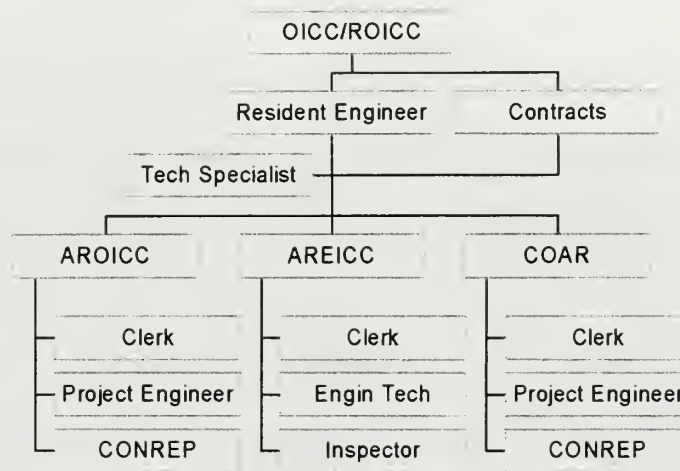 OICC/ROICC
Resident Engineer
Contracts
Tech Specialist
AROICC
AREICC
COAR
Clerk
Clerk
Clerk
Project Engineer
Engin Tech
Project Engineer
CONREP
Inspector
CONREP